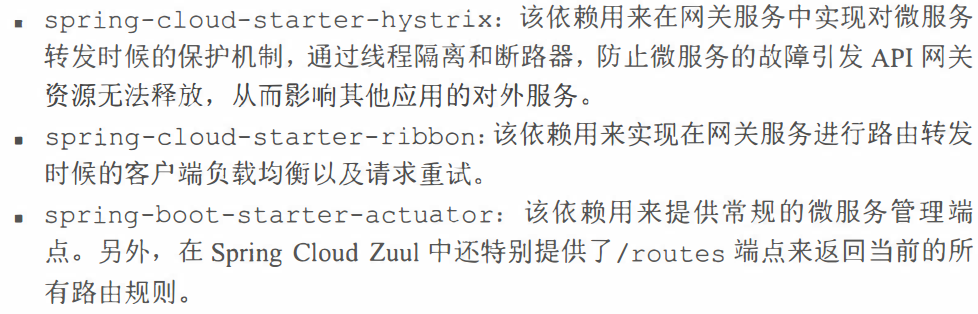 ▪ spring-cloud-starter-hystrix：该依赖用来在网关服务中实现对微服务
转发时候的保护机制，通过线程隔离和断路器，防止微服务的故障引发 API 网关
资源无法释放，从而影响其他应用的对外服务。
▪ spring-cloud-starter-ribbon：该依赖用来实现在网关服务进行路由转发
时候的客户端负载均衡以及请求重试。
▪ spring-boot-starter-actuator：该依赖用来提供常规的微服务管理端
点。另外，在 Spring Cloud Zuul 中还特别提供了/routes 端点来返回当前的所
有路由规则。